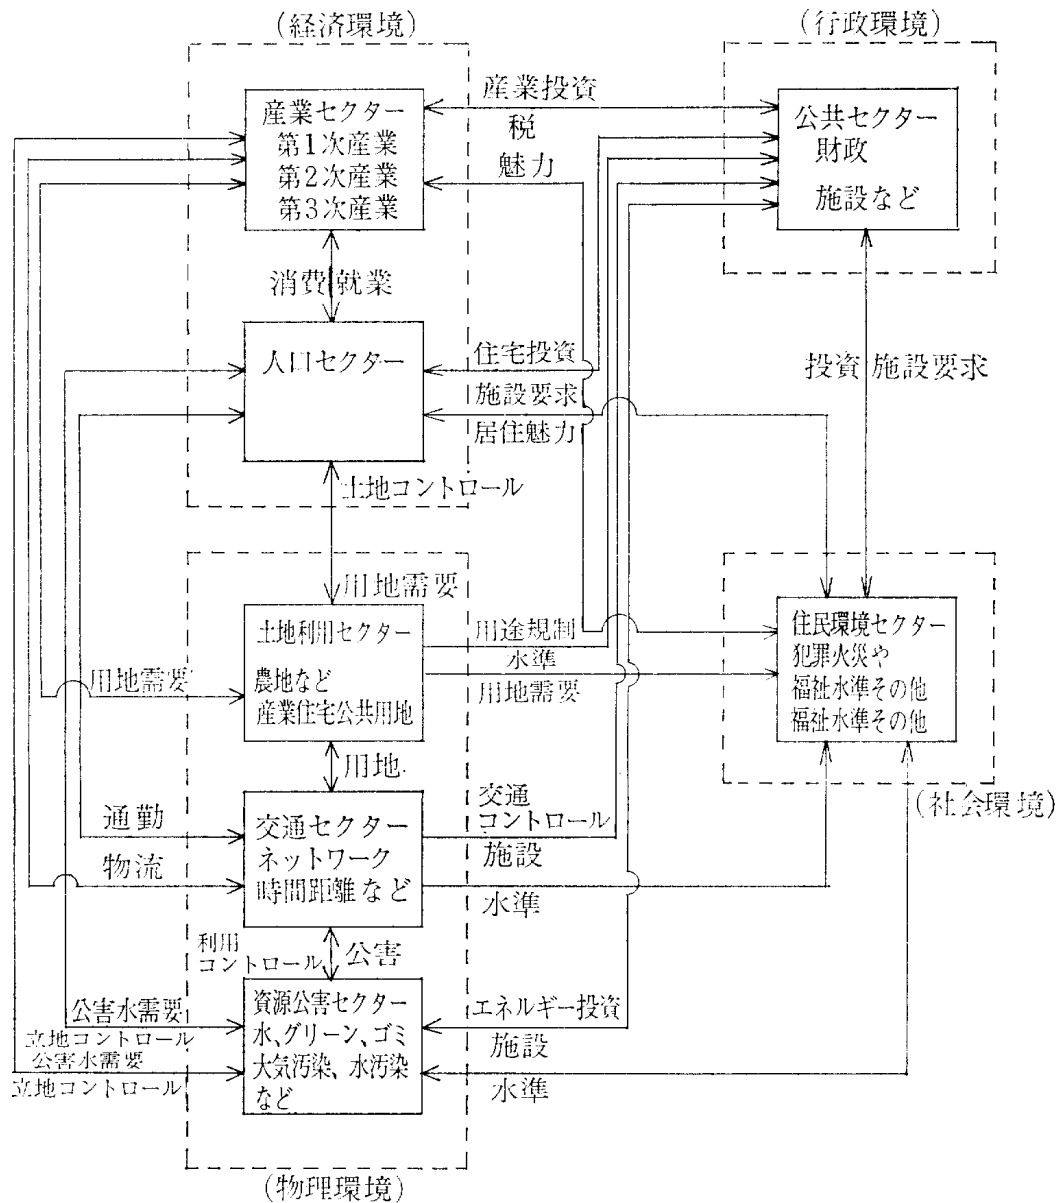 (経済環境)
(行政環境)
産業セクター
第1次産業
第2次産業
第3次産業
産業投資
税
魅力
公共セクター
財政
施設など
消費 就業
人口セクター
住宅投資
施設要求
居住魅力
投資 施設要求
土地コントロール
用地需要
土地利用セクター
農地など
産業住宅公共用地
用途規制
水準
用地需要
用地需要
住民環境セクター
犯罪火災や
福祉水準その他
福祉水準その他
(社会環境)
用地
通勤
物流
交通セクター
ネットワーク
時間距離など
交通
コントロール
施設
水準
利用
コントロール
公害
公害水需要
立地コントロール
公害水需要
立地コントロール
資源公害セクター
水、グリーン、ゴミ
大気汚染、水汚染
など
エネルギー投資
施設
水準
(物理環境)